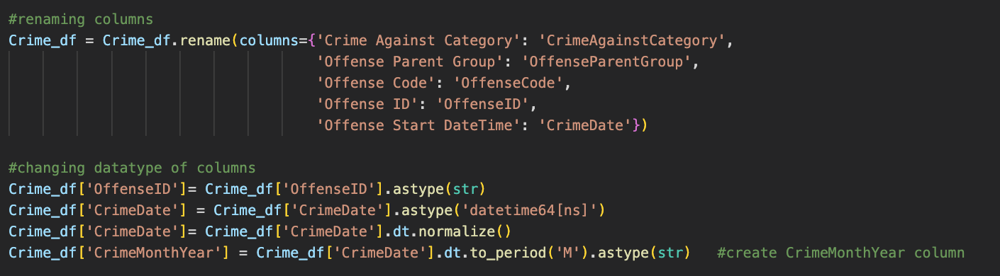 #renaming columns
Crime_df = Crime_df.rename(columns={'Crime Against Category': 'CrimeAgainstCategory',
'Offense Parent Group': 'OffenseParentGroup',
'Offense Code': 'OffenseCode',
'Offense ID': 'OffenseID',
'Offense Start DateTime': 'CrimeDate'})
#changing datatype of columns
Crime_df['OffenseID']= Crime_df['OffenseID'].astype(str)
Crime_df['CrimeDate'] = Crime_df['CrimeDate'].astype('datetime64[ns]')
Crime_df['CrimeDate']= Crime_df['CrimeDate'].dt.normalize()
Crime_df['CrimeMonthYear'] = Crime_df['CrimeDate'].dt.to_period('M').astype(str)   #create CrimeMonthYear column